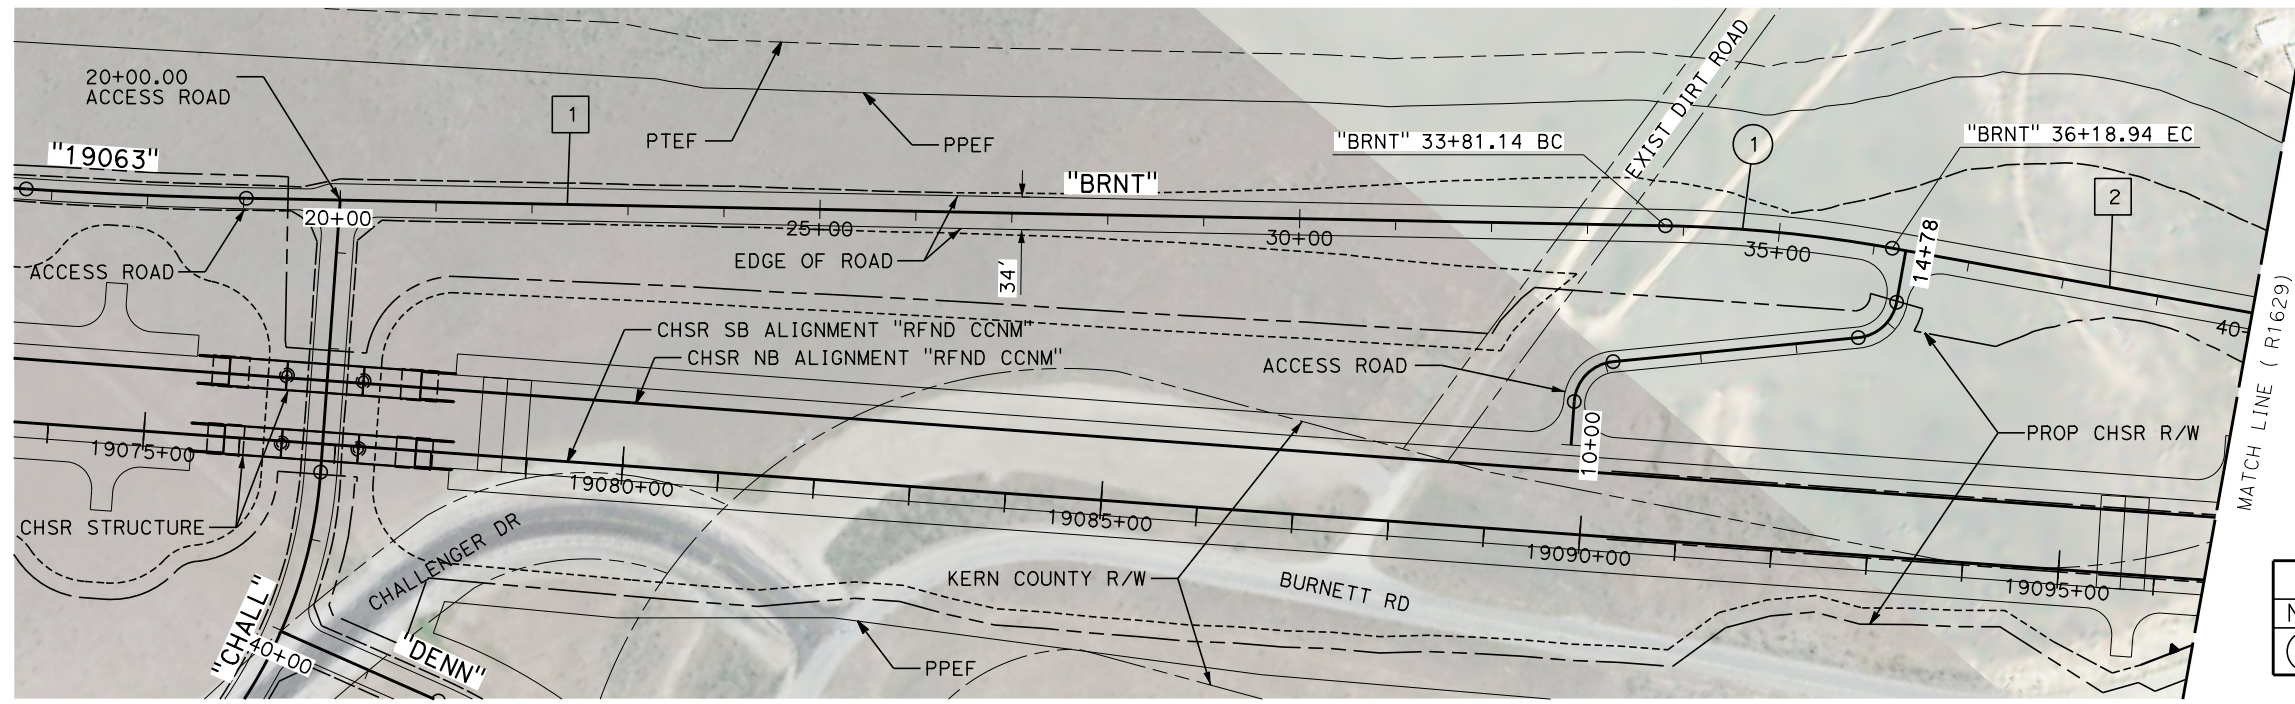 20+00.00
ACCESS ROAD
1
PTEF
PPEF
"BRNT" 33+81.14 BC
EXIST DIRT ROAD
1
"BRNT" 36+18.94 EC
"19063"
"BRNT"
2
20+00
25+00
30+00
35+00
14+78
ACCESS ROAD
EDGE OF ROAD
34'
40
CHSR SB ALIGNMENT "RFND CCNM"
CHSR NB ALIGNMENT "RFND CCNM"
ACCESS ROAD
10+00
PROP CHSR R/W
MATCH LINE (R1629)
19075+00
19080+00
19085+00
19090+00
19095+00
CHSR STRUCTURE
CHALLENGER DR
KERN COUNTY R/W
BURNETT RD
"CHALL"
40+00
"DENN"
PPEF
N